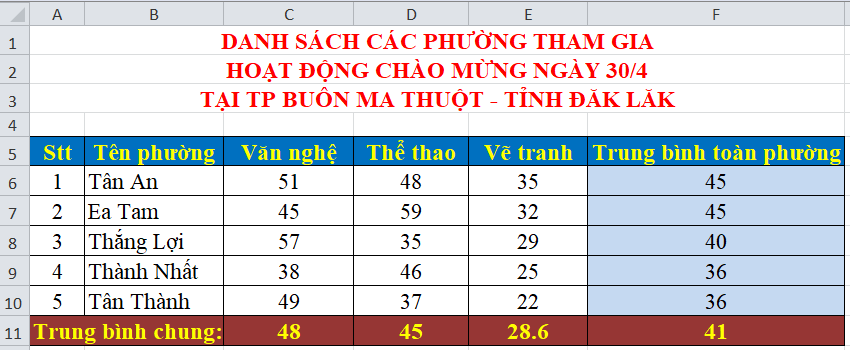 A B C D E F
1 DANH SÁCH CÁC PHƯỜNG THAM GIA
2 HOẠT ĐỘNG CHÀO MỪNG NGÀY 30/4
3 TẠI TP BUÔN MA THUỘT - TỈNH ĐĂK LĂK
4
5 Stt Tên phường Văn nghệ Thể thao Vẽ tranh Trung bình toàn phường
6 1 Tân An 51 48 35 45
7 2 Ea Tam 45 59 32 45
8 3 Thắng Lợi 57 35 29 40
9 4 Thành Nhất 38 46 25 36
10 5 Tân Thành 49 37 22 36
11 Trung bình chung: 48 45 28.6 41